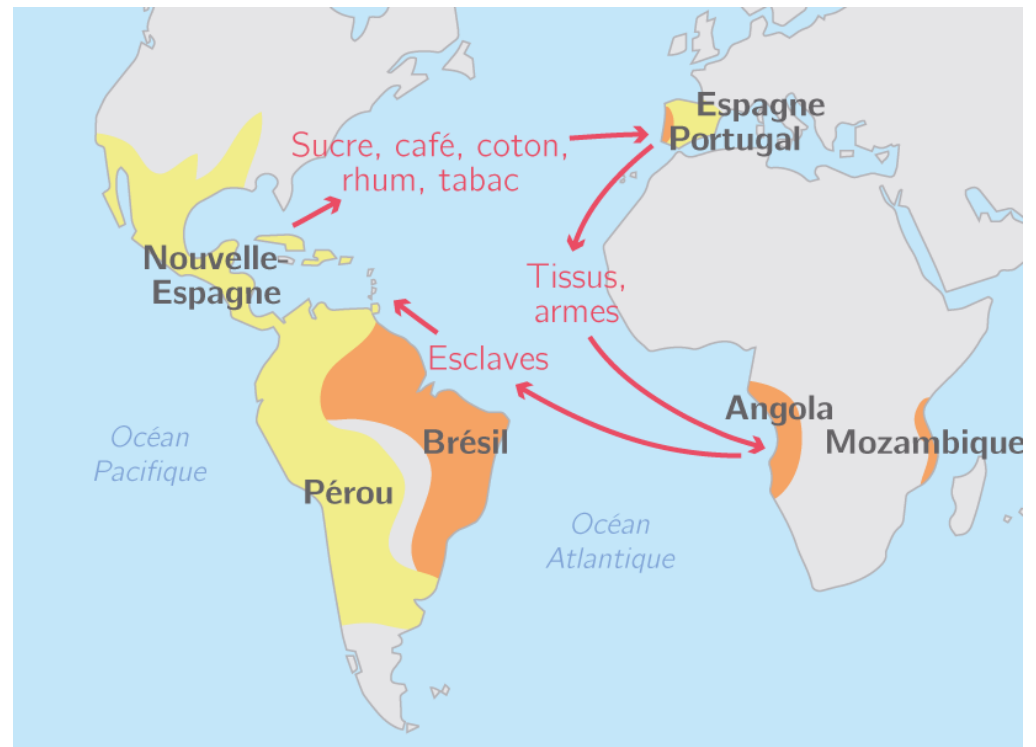 Espagne
Portugal
Sucre, café, coton,
rhum, tabac
Nouvelle-
Espagne
Tissus,
armes
Esclaves
Angola
Mozambique
Brésil
Pérou
Océan
Pacifique
Océan
Atlantique